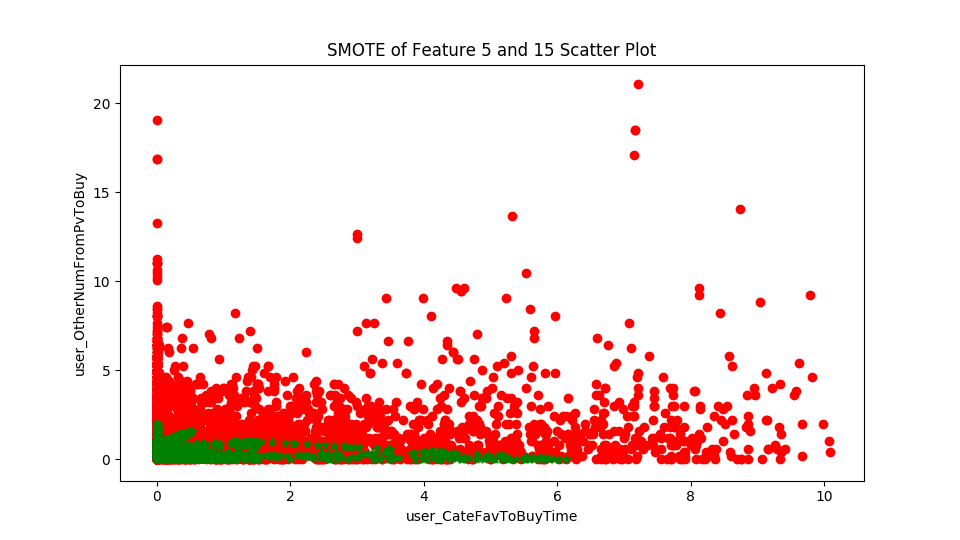 SMOTE of Feature 5 and 15 Scatter Plot
20
15
10
5
0
user_OtherNumFromPvToBuy
0 2 4 6 8 10
user_CateFavToBuyTime